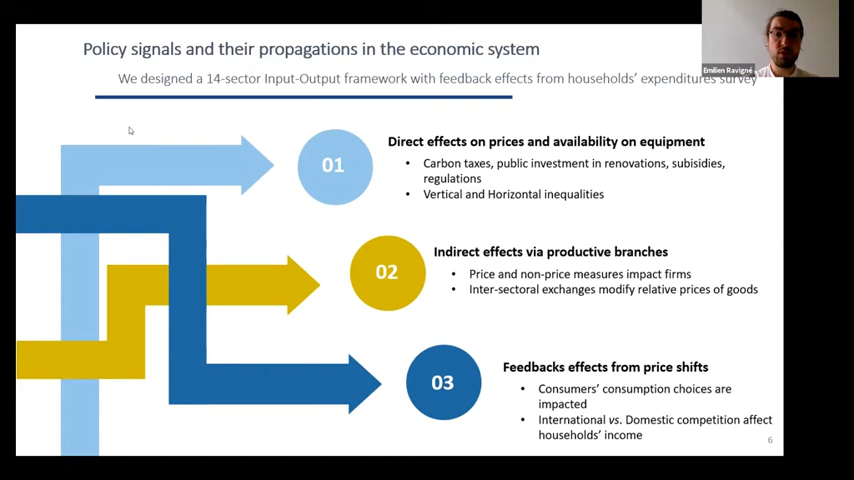 Policy signals and their propagations in the economic system
We designed a 14-sector Input-Output framework with feedback effects from households' expenditures survey
Emilien Ravigné
01
Direct effects on prices and availability on equipment
• Carbon taxes, public investment in renovations, subisidies,
regulations
• Vertical and Horizontal inequalities
02
Indirect effects via productive branches
• Price and non-price measures impact firms
• Inter-sectoral exchanges modify relative prices of goods
03
Feedbacks effects from price shifts
• Consumers' consumption choices are
impacted
• International vs. Domestic competition affect
households' income
6